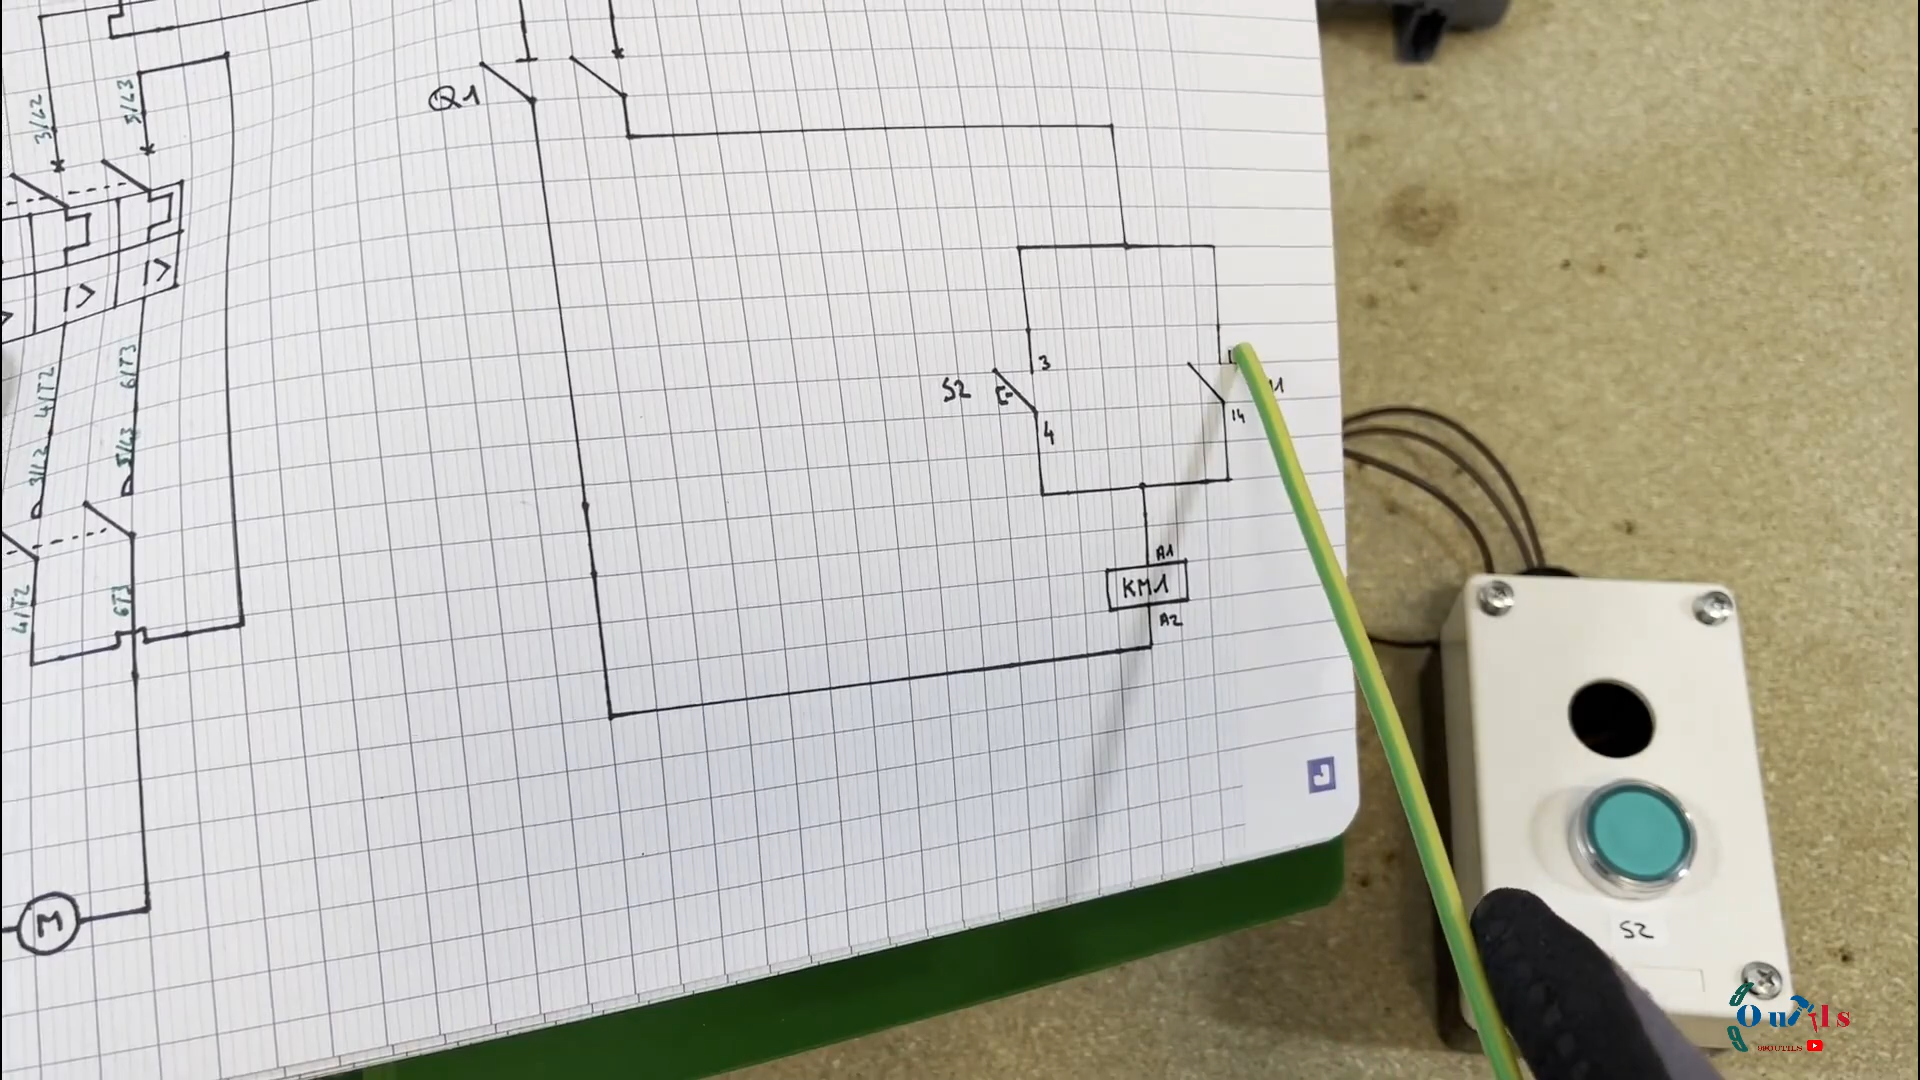 3/L2
5/L3
Q1
I>
I>
4/T2
6/T3
3/L2
5/L3
4/T2
6T3
M
S2
3
4
14
A1
KM1
A2
S2
Outils